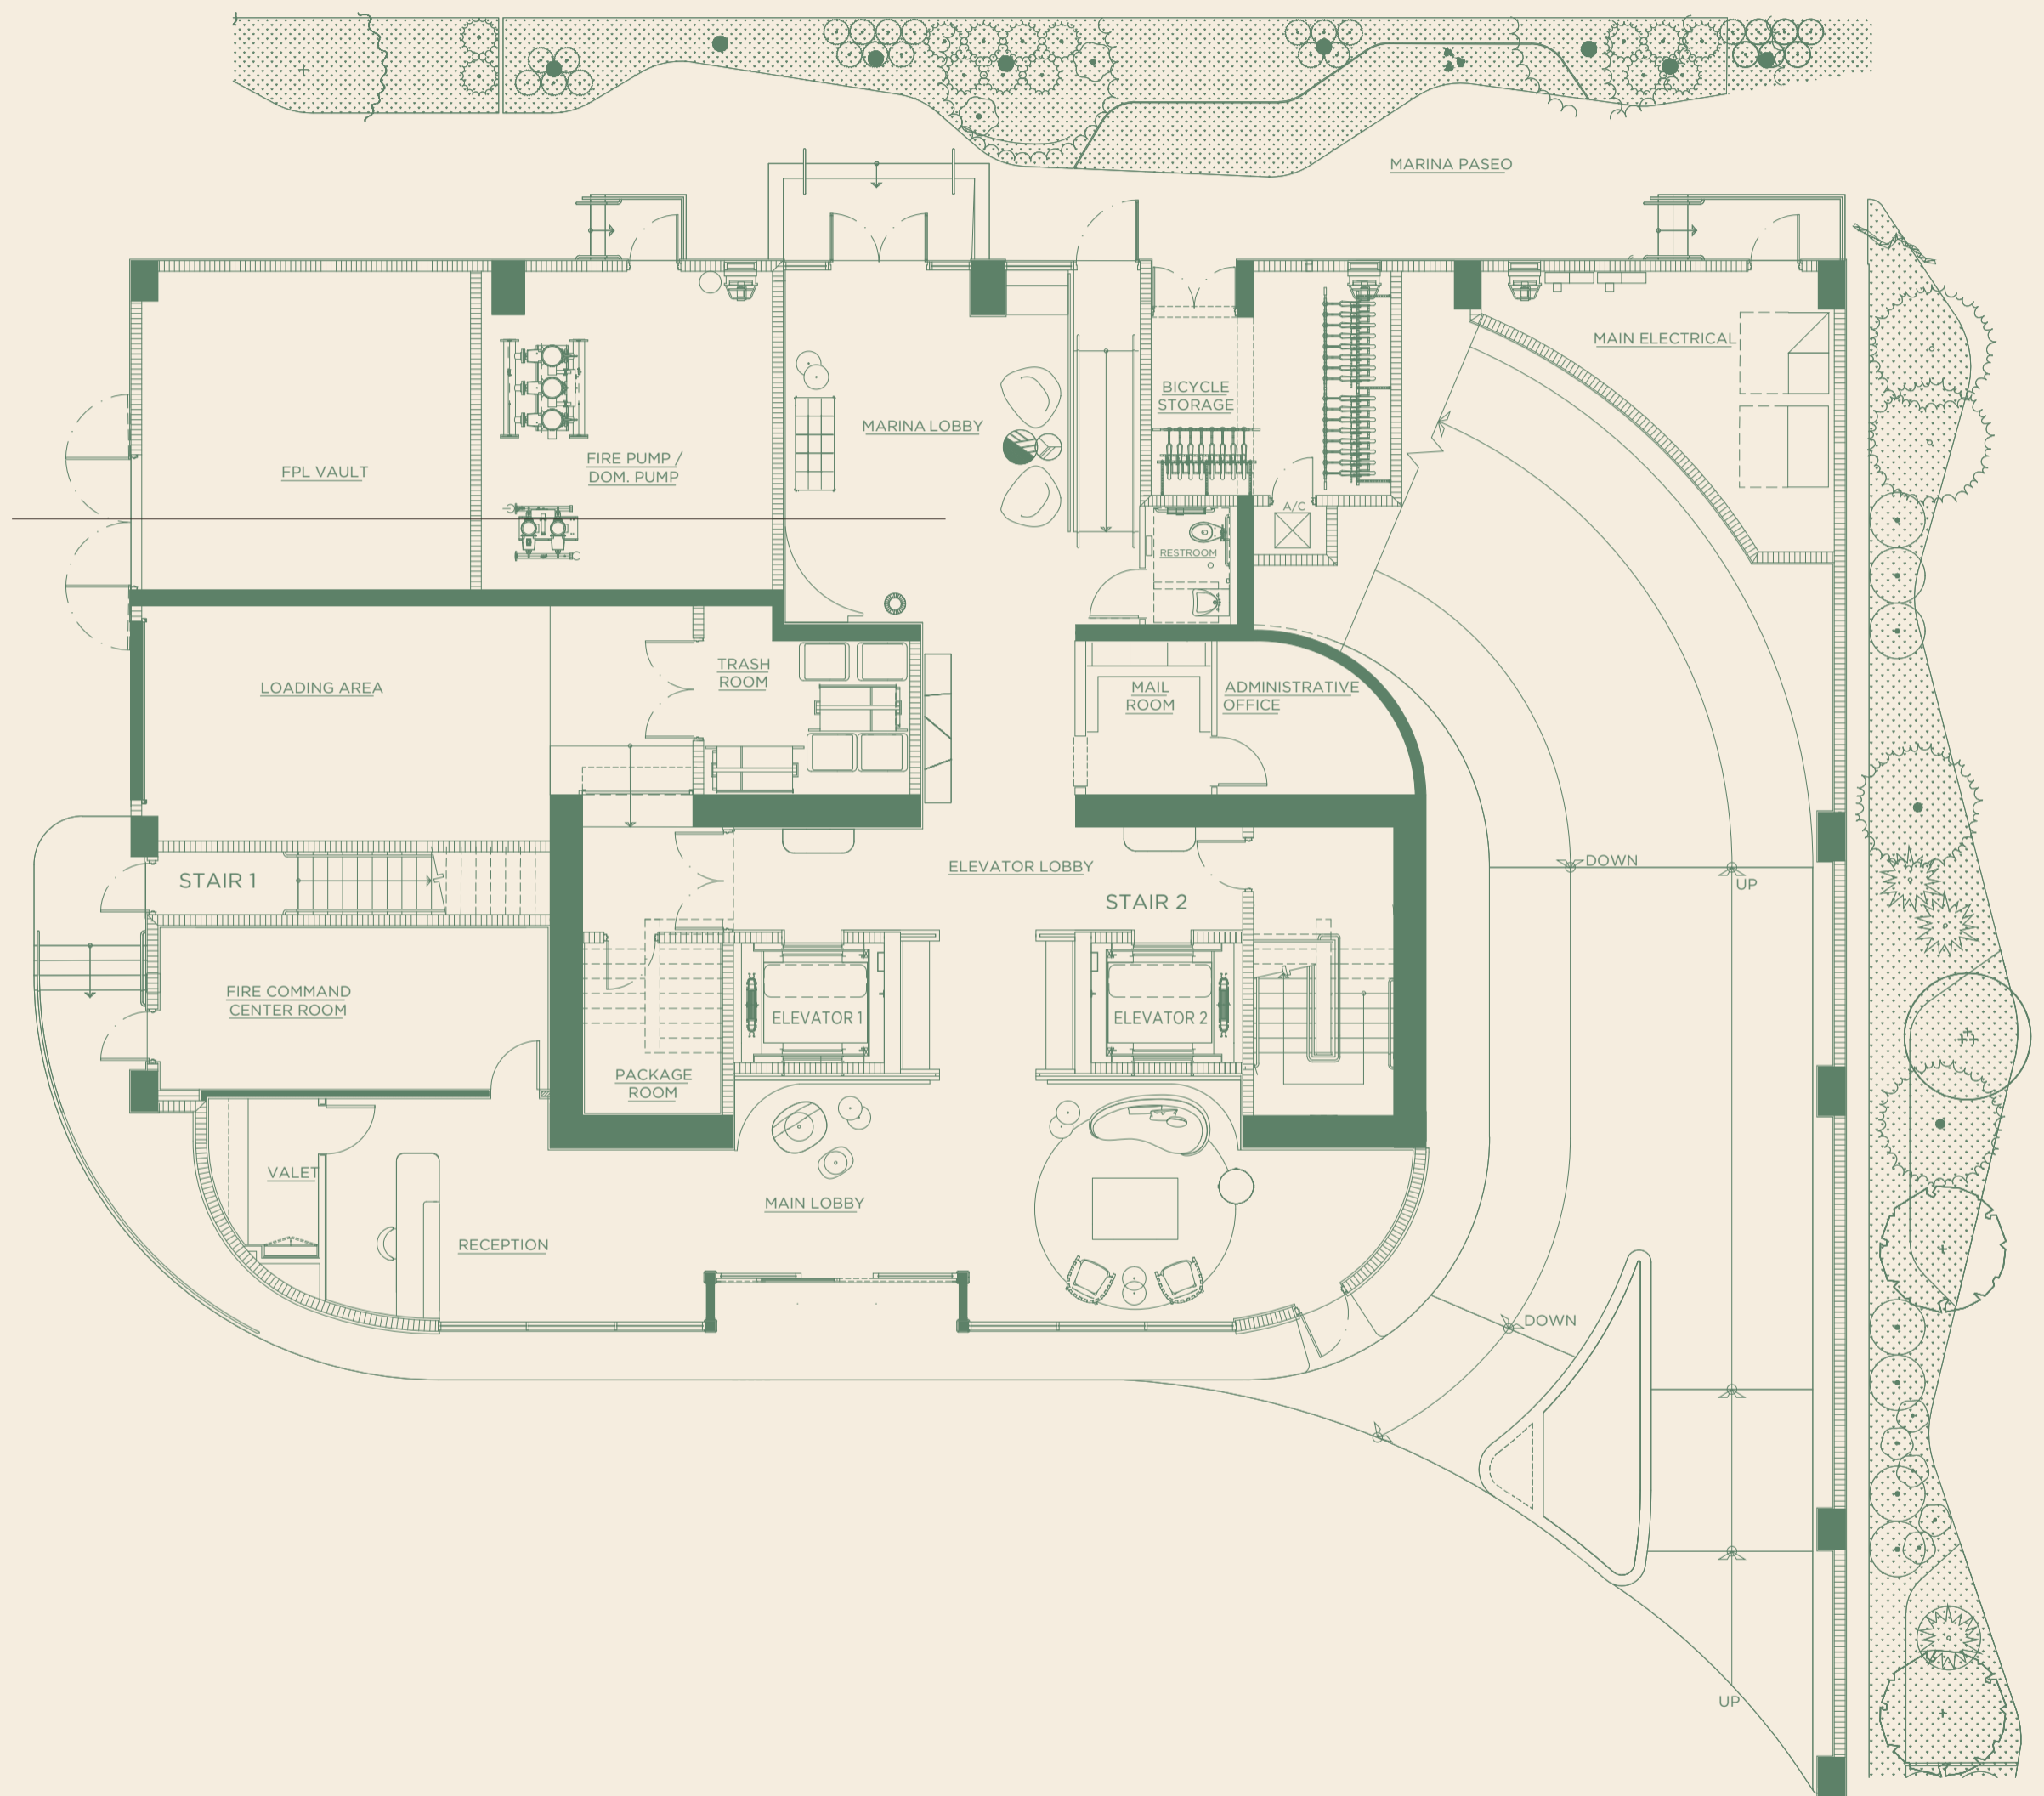 MARINA PASEO
MAIN ELECTRICAL
BICYCLE
STORAGE
MARINA LOBBY
FIRE PUMP /
DOM. PUMP
FPL VAULT
A/C
RESTROOM
TRASH
ROOM
LOADING AREA
MAIL
ROOM
ADMINISTRATIVE
OFFICE
ELEVATOR LOBBY
DOWN
UP
STAIR 1
STAIR 2
FIRE COMMAND
CENTER ROOM
ELEVATOR 1
ELEVATOR 2
PACKAGE
ROOM
VALET
MAIN LOBBY
RECEPTION
DOWN
UP